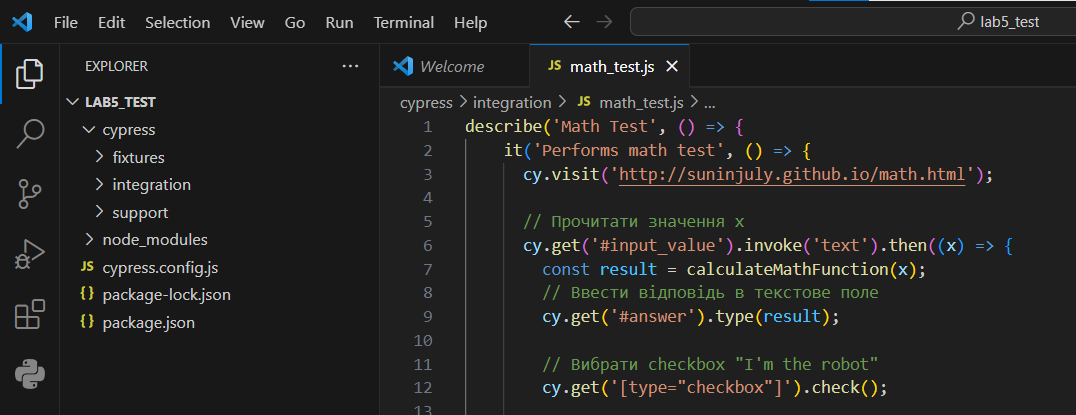 File Edit Selection View Go Run Terminal Help lab5_test
EXPLORER
LAB5_TEST
cypress
fixtures
integration
support
node_modules
JS cypress.config.js
{} package-lock.json
{} package.json
Welcome JS math_test.js
cypress > integration > JS math_test.js > ...
1 describe('Math Test', () => {
2 it('Performs math test', () => {
3 cy.visit('http://suninjuly.github.io/math.html');
4
5 // Прочитати значення x
6 cy.get('#input_value').invoke('text').then((x) => {
7 const result = calculateMathFunction(x);
8 // Ввести відповідь в текстове поле
9 cy.get('#answer').type(result);
10
11 // Вибрати checkbox "I'm the robot"
12 cy.get('[type="checkbox"]').check();
13